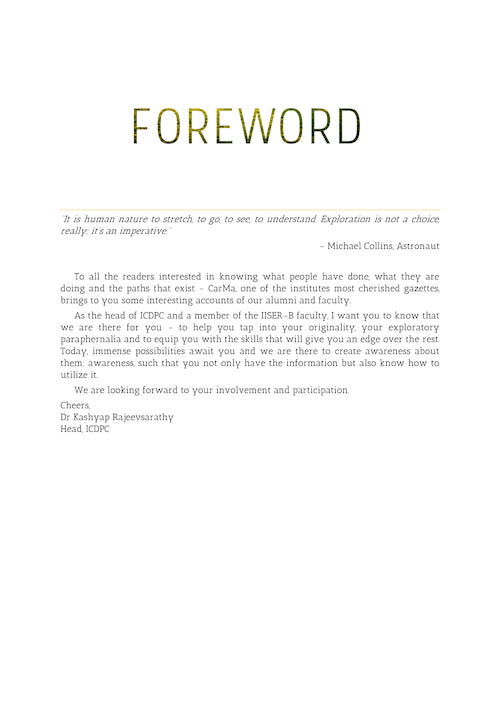 FOREWORD
"It is human nature to stretch, to go, to see, to understand. Exploration is not a choice,
really; it's an imperative."
- Michael Collins, Astronaut
To all the readers interested in knowing what people have done, what they are
doing and the paths that exist - CarMa, one of the institutes most cherished gazettes,
brings to you some interesting accounts of our alumni and faculty.
As the head of ICDPC and a member of the IISER-B faculty, I want you to know that
we are there for you - to help you tap into your originality, your exploratory
paraphernalia and to equip you with the skills that will give you an edge over the rest.
Today, immense possibilities await you and we are there to create awareness about
them; awareness, such that you not only have the information but also know how to
utilize it.
We are looking forward to your involvement and participation.
Cheers,
Dr Kashyap Rajeevsarathy
Head, ICDPC